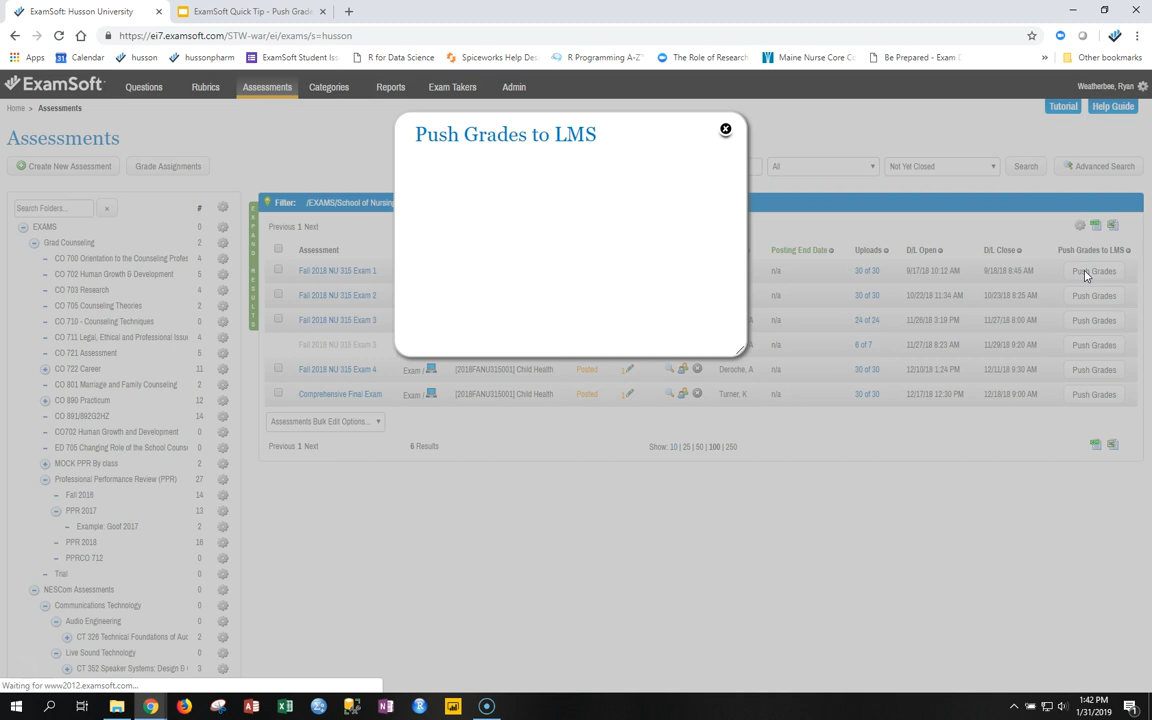 ExamSoft: Husson University
ExamSoft Quick Tip - Push Grade
https://ei7.examsoft.com/STW-war/ei/exams/s=husson
Apps
Calendar
husson
hussonpharm
ExamSoft Student Iss
R for Data Science
Spiceworks Help Des
R Programming A-Z
The Role of Research
Maine Nurse Core Co
Be Prepared - Exam D
Other bookmarks
ExamSoft
Questions
Rubrics
Assessments
Categories
Reports
Exam Takers
Admin
Weatherbee, Ryan
Home > Assessments
Tutorial
Help Guide
Assessments
Create New Assessment
Grade Assignments
All
Not Yet Closed
Search
Advanced Search
Push Grades to LMS
Search Folders...
×
#
EXPAND RESULTS
Filter: /EXAMS/School of Nursing
Previous 1 Next
Assessment
Posting End Date
Uploads
D/L Open
D/L Close
Push Grades to LMS
Fall 2018 NU 315 Exam 1 n/a 30 of 30 9/17/18 10:12 AM 9/18/18 8:45 AM Push Grades
Fall 2018 NU 315 Exam 2 n/a 30 of 30 10/22/18 11:34 AM 10/23/18 8:25 AM Push Grades
Fall 2018 NU 315 Exam 3 A n/a 24 of 24 11/26/18 3:19 PM 11/27/18 8:00 AM Push Grades
Fall 2018 NU 315 Exam 3 A n/a 6 of 7 11/27/18 8:23 AM 11/29/18 9:20 AM Push Grades
Fall 2018 NU 315 Exam 4 Exam / [2018FANU315001] Child Health Posted 1 Deroche, A n/a 30 of 30 12/10/18 1:24 PM 12/11/18 9:30 AM Push Grades
Comprehensive Final Exam Exam / [2018FANU315001] Child Health Posted 1 Turner, K n/a 30 of 30 12/17/18 12:30 PM 12/18/18 9:00 AM Push Grades
Assessments Bulk Edit Options...
Previous 1 Next
6 Results
Show: 10 | 25 | 50 | 100 | 250
EXAMS 0
Grad Counseling 2
CO 700 Orientation to the Counseling Profes 4
CO 702 Human Growth & Development 5
CO 703 Research 4
CO 705 Counseling Theories 2
CO 710 - Counseling Techniques 0
CO 711 Legal, Ethical and Professional Issu 4
CO 721 Assessment 5
CO 722 Career 11
CO 801 Marriage and Family Counseling 2
CO 890 Practicum 12
CO 891/892G2HZ 14
CO702 Human Growth and Development 0
ED 705 Changing Role of the School Couns 0
MOCK PPR By class 2
Professional Performance Review (PPR) 27
Fall 2016 14
PPR 2017 13
Example: Goof 2017 2
PPR 2018 16
PPRCO 712 0
Trial 0
NESCom Assessments 0
Communications Technology 0
Audio Engineering 0
CT 326 Technical Foundations of Auc 2
Live Sound Technology 0
CT 352 Speaker Systems: Design & 3
Waiting for www2012.examsoft.com...
1:42 PM
1/31/2019